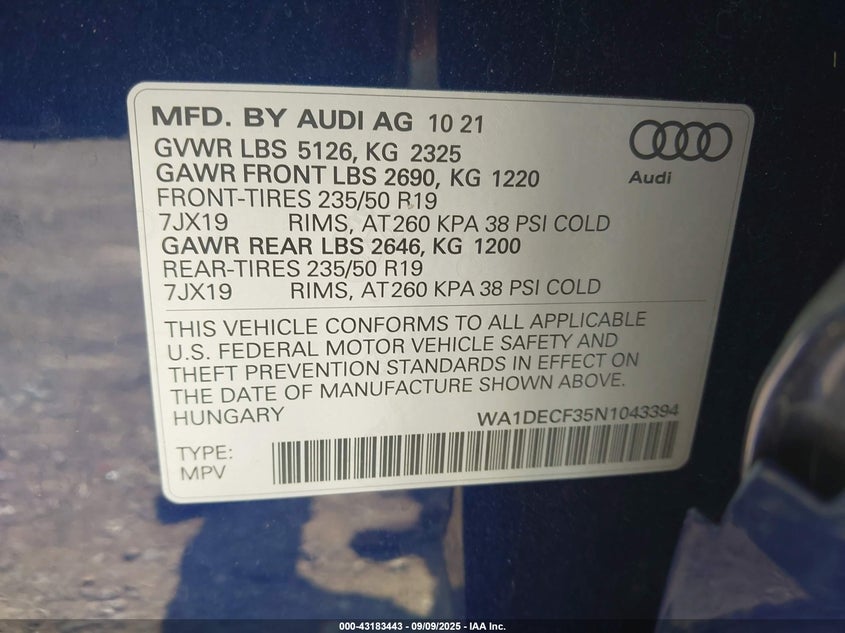 MFD. BY AUDI AG 10 21
GVWR LBS 5126, KG 2325
GAWR FRONT LBS 2690, KG 1220
FRONT-TIRES 235/50 R19
7JX19 RIMS, AT 260 KPA 38 PSI COLD
GAWR REAR LBS 2646, KG 1200
REAR-TIRES 235/50 R19
7JX19 RIMS, AT 260 KPA 38 PSI COLD
Audi
THIS VEHICLE CONFORMS TO ALL APPLICABLE
U.S. FEDERAL MOTOR VEHICLE SAFETY AND
THEFT PREVENTION STANDARDS IN EFFECT ON
THE DATE OF MANUFACTURE SHOWN ABOVE.
HUNGARY WA1DECF35N1043394
TYPE:
MPV
000-43183443 - 09/09/2025 - IAA Inc.